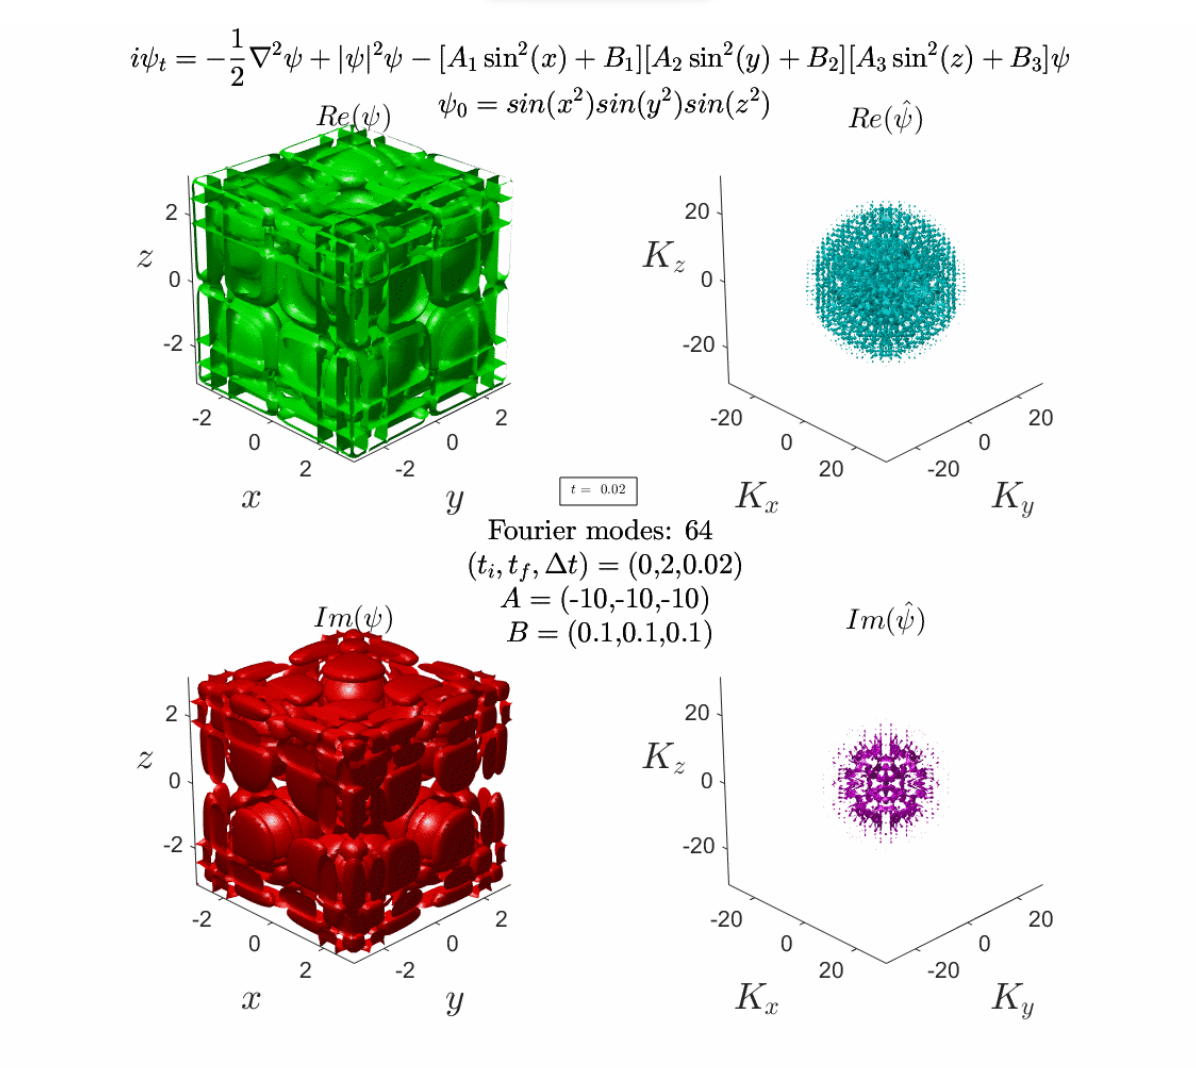 iψₜ = −½∇²ψ + |ψ|²ψ − [A₁ sin²(x) + B₁][A₂ sin²(y) + B₂][A₃ sin²(z) + B₃]ψ
ψ₀ = sin(x²)sin(y²)sin(z²)
Re(ψ)
Re(ψ̂)
2
0
-2
z
-2
0
2
x
-2
0
2
y
20
0
-20
K_z
-20
0
20
K_x
-20
0
20
K_y
t = 0.02
Fourier modes: 64
(tᵢ, t_f, Δt) = (0,2,0.02)
A = (-10,-10,-10)
B = (0.1,0.1,0.1)
Im(ψ)
Im(ψ̂)
2
0
-2
z
-2
0
2
x
-2
0
2
y
20
0
-20
K_z
-20
0
20
K_x
-20
0
20
K_y